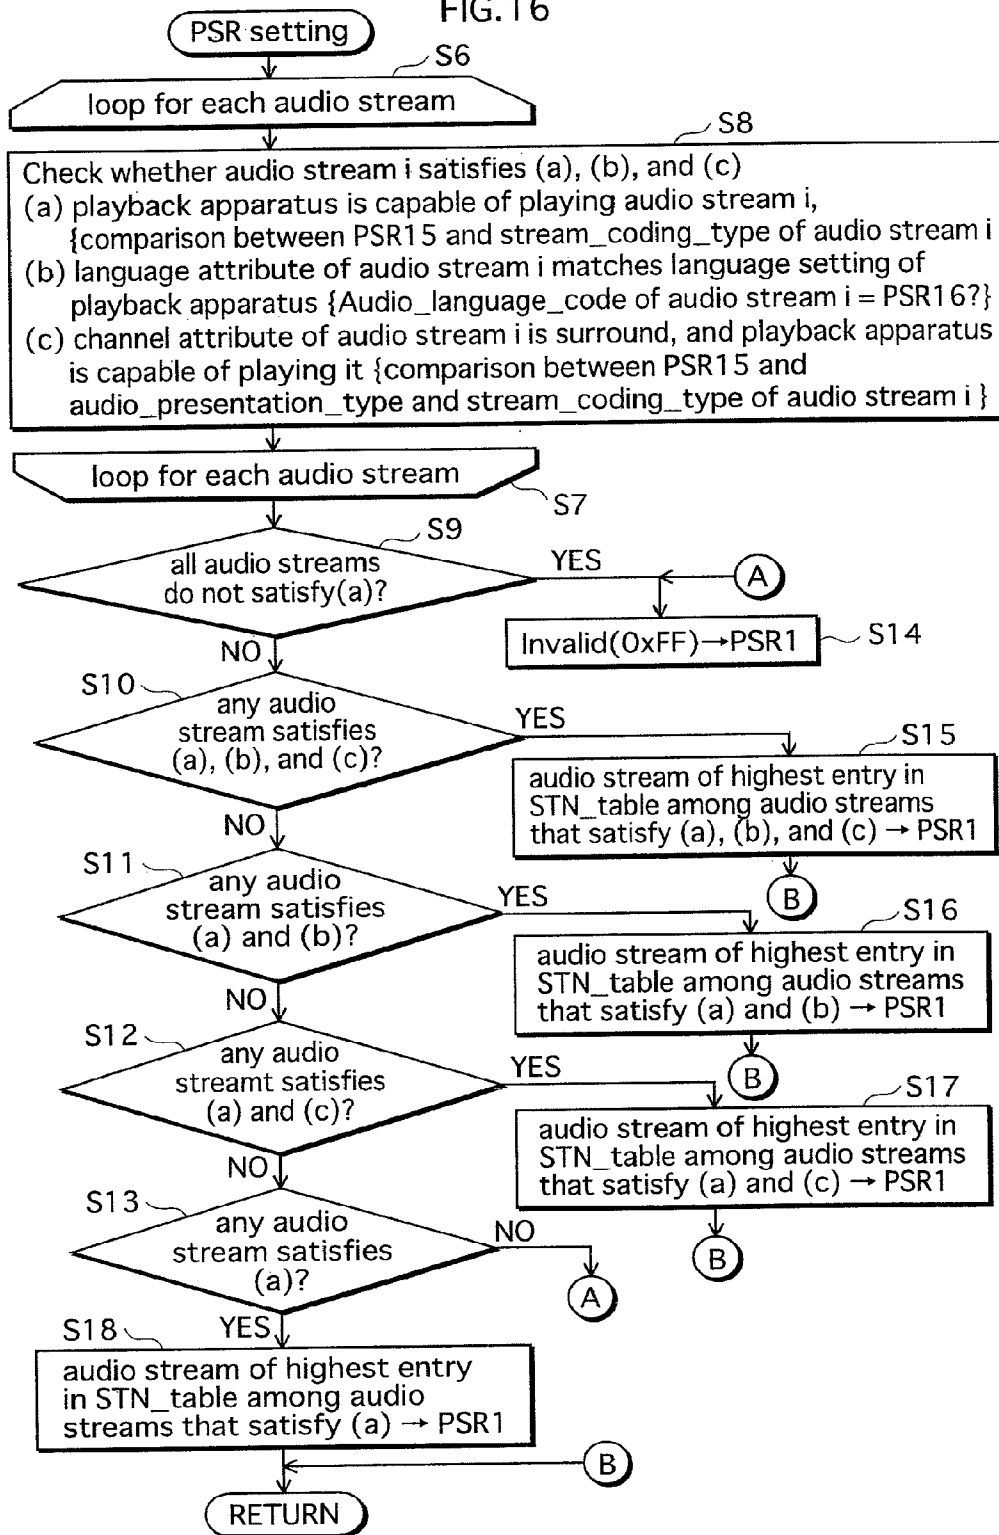 FIG.16
PSR setting
S6
loop for each audio stream
S8
Check whether audio stream i satisfies (a), (b), and (c)
(a) playback apparatus is capable of playing audio stream i,
{comparison between PSR15 and stream_coding_type of audio stream i
(b) language attribute of audio stream i matches language setting of
playback apparatus {Audio_language_code of audio stream i = PSR16?}
(c) channel attribute of audio stream i is surround, and playback apparatus
is capable of playing it {comparison between PSR15 and
audio_presentation_type and stream_coding_type of audio stream i }
loop for each audio stream
S7
S9
all audio streams
do not satisfy(a)?
YES
A
Invalid(0xFF)→PSR1
S14
NO
S10
any audio
stream satisfies
(a), (b), and (c)?
YES
S15
audio stream of highest entry in
STN_table among audio streams
that satisfy (a), (b), and (c) → PSR1
B
NO
S11
any audio
stream satisfies
(a) and (b)?
YES
S16
audio stream of highest entry in
STN_table among audio streams
that satisfy (a) and (b) → PSR1
B
NO
S12
any audio
streamt satisfies
(a) and (c)?
YES
S17
audio stream of highest entry in
STN_table among audio streams
that satisfy (a) and (c) → PSR1
B
NO
S13
any audio
stream satisfies
(a)?
NO
A
YES
S18
audio stream of highest entry
in STN_table among audio
streams that satisfy (a) → PSR1
B
RETURN